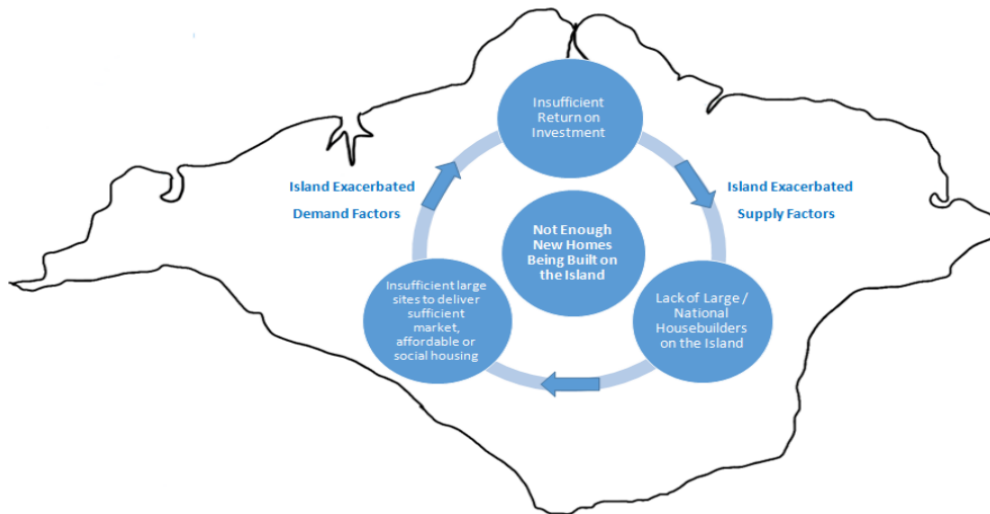 Insufficient
Return on
Investment
Island Exacerbated
Demand Factors
Island Exacerbated
Supply Factors
Not Enough
New Homes
Being Built on
the Island
Insufficient large
sites to deliver
sufficient
market,
affordable or
social housing
Lack of Large /
National
Housebuilders
on the Island